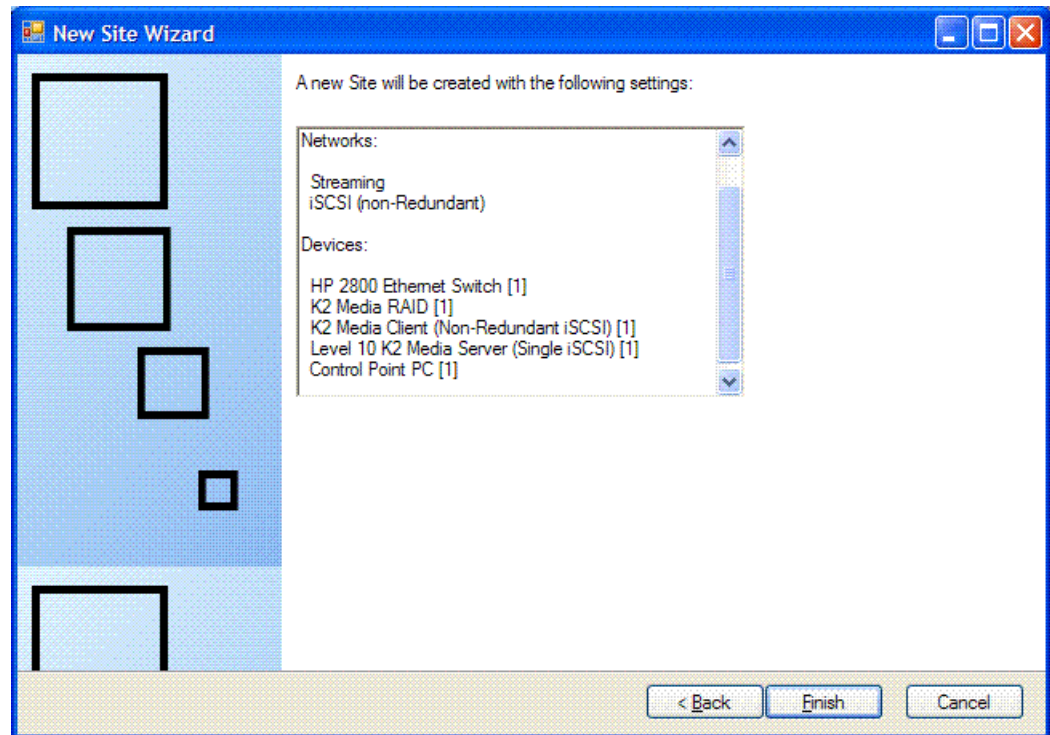 New Site Wizard
A new Site will be created with the following settings:
Networks:
Streaming
iSCSI (non-Redundant)
Devices:
HP 2800 Ethernet Switch [1]
K2 Media RAID [1]
K2 Media Client (Non-Redundant iSCSI) [1]
Level 10 K2 Media Server (Single iSCSI) [1]
Control Point PC [1]
< Back Finish Cancel